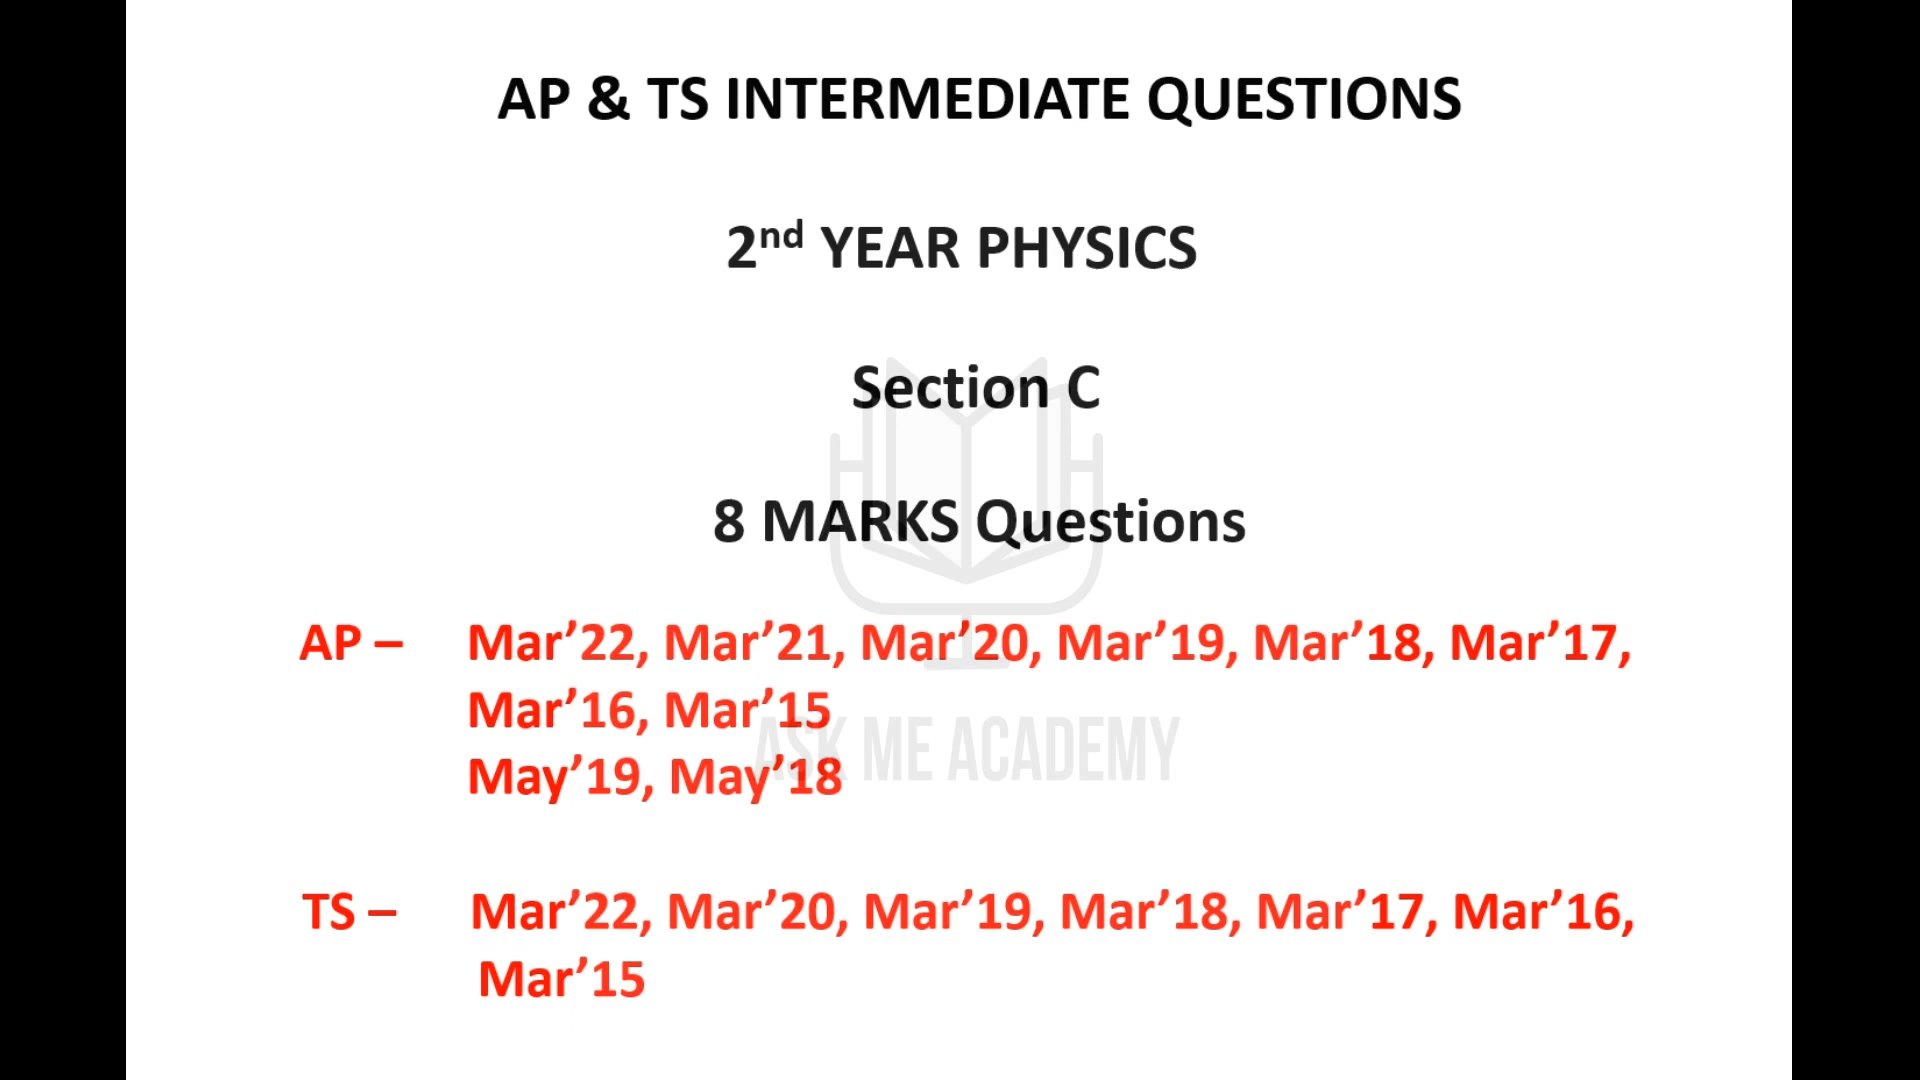 AP & TS INTERMEDIATE QUESTIONS
2nd YEAR PHYSICS
Section C
8 MARKS Questions
AP – Mar’22, Mar’21, Mar’20, Mar’19, Mar’18, Mar’17,
Mar’16, Mar’15
ASK ME ACADEMY
May’19, May’18
TS – Mar’22, Mar’20, Mar’19, Mar’18, Mar’17, Mar’16,
Mar’15